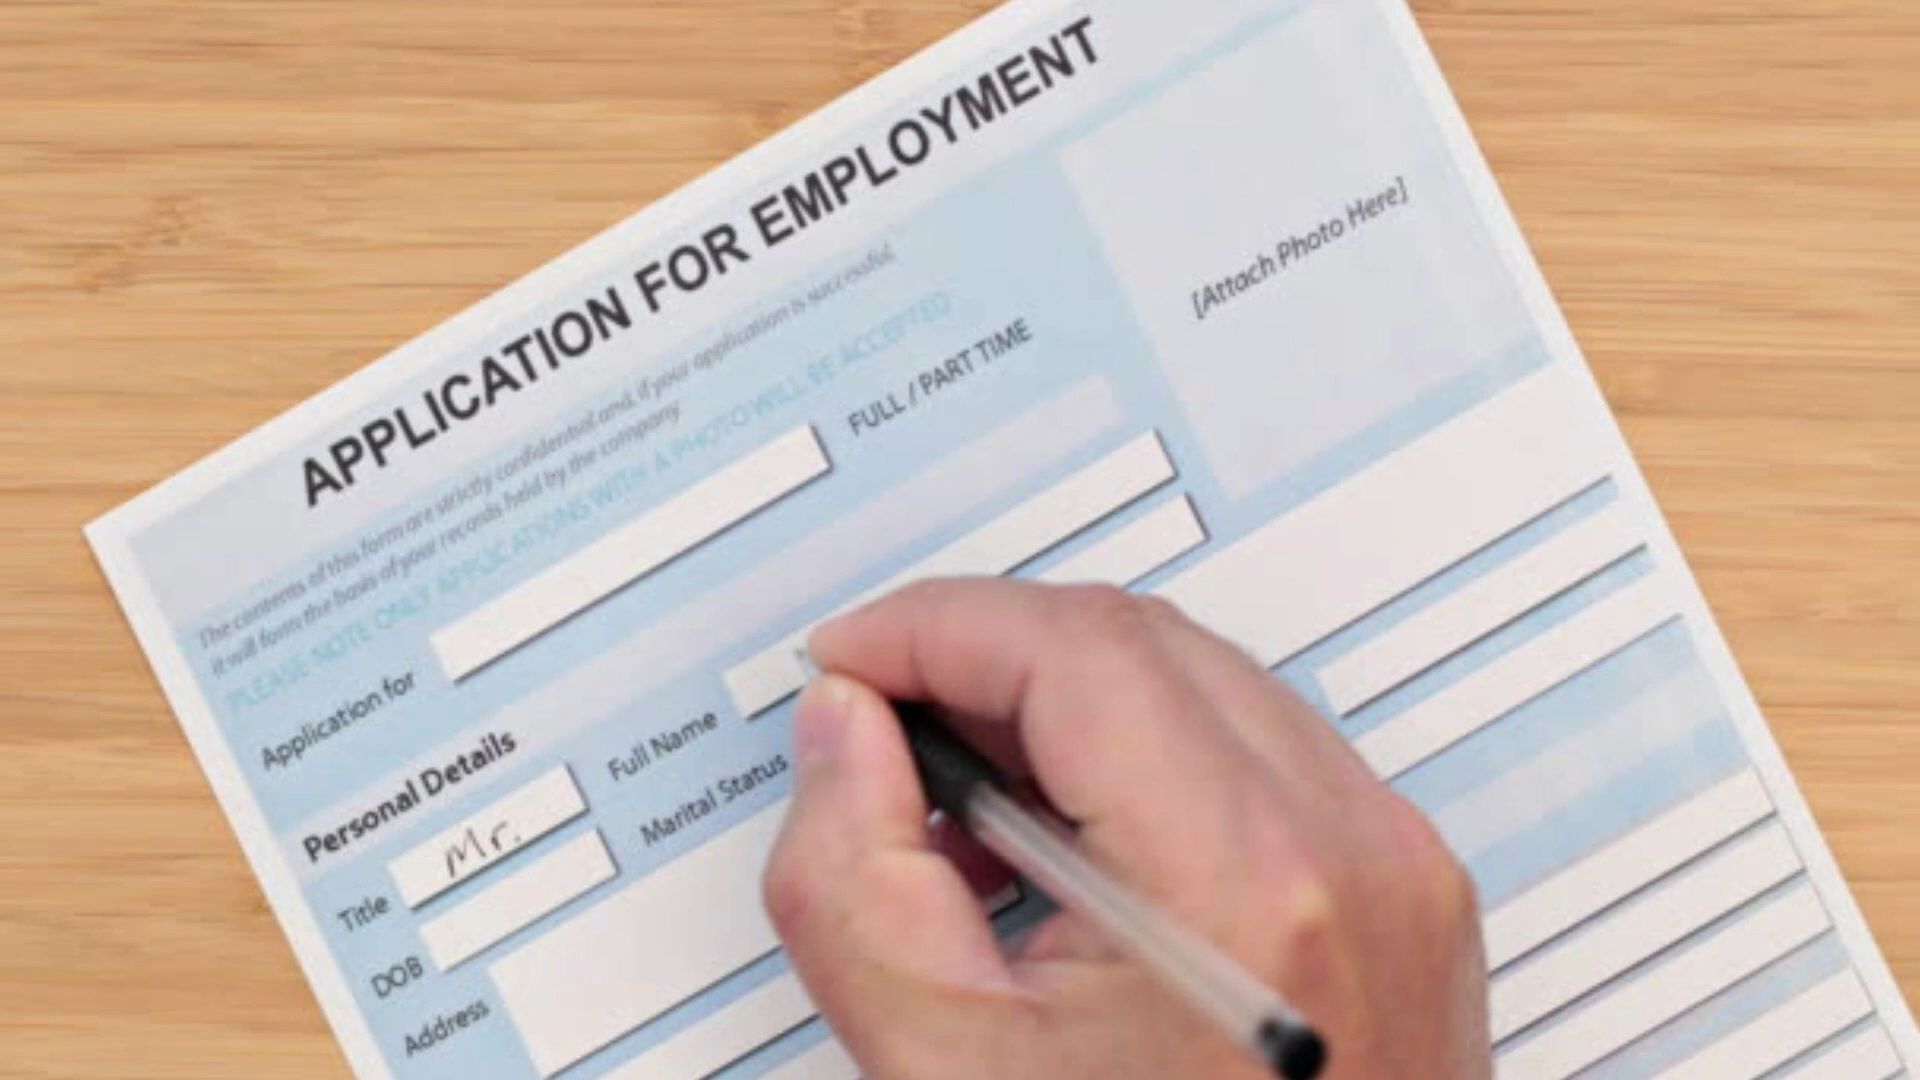 APPLICATION FOR EMPLOYMENT
The contents of this form are strictly confidential and, if your application is successful,
it will form the basis of your records held by the company
PLEASE NOTE ONLY APPLICATIONS WITH A PHOTO WILL BE ACCEPTED
[Attach Photo Here]
Application for FULL / PART TIME
Personal Details
Title Mr. Full Name
DOB Marital Status
Address